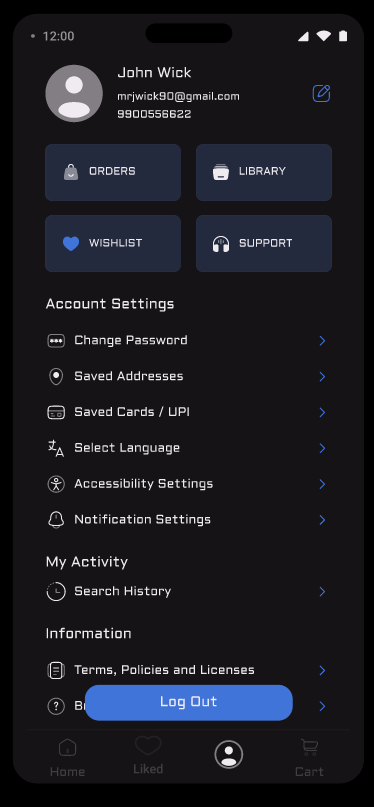 12:00
John Wick
mrjwick90@gmail.com
9900556622
ORDERS
LIBRARY
WISHLIST
SUPPORT
Account Settings
Change Password
Saved Addresses
Saved Cards / UPI
Select Language
Accessibility Settings
Notification Settings
My Activity
Search History
Information
Terms, Policies and Licenses
Log Out
Home
Liked
Cart